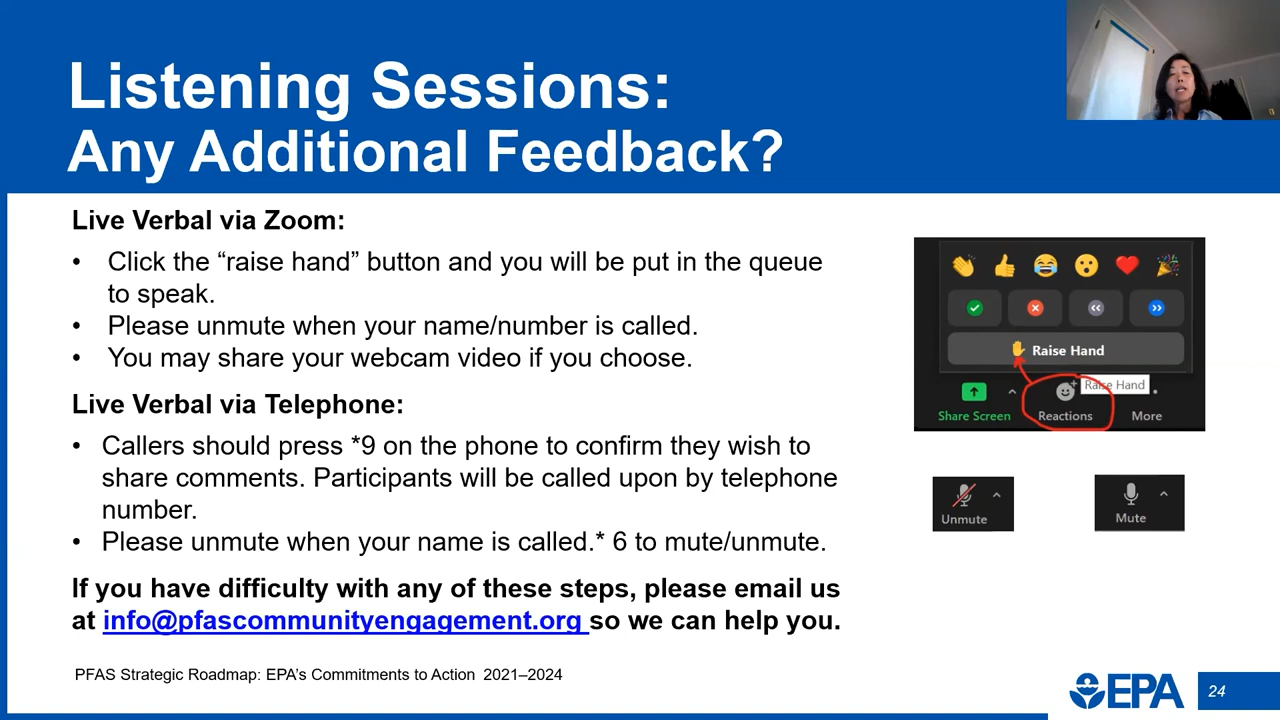 Listening Sessions:
Any Additional Feedback?
Live Verbal via Zoom:
• Click the “raise hand” button and you will be put in the queue
to speak.
• Please unmute when your name/number is called.
• You may share your webcam video if you choose.
Live Verbal via Telephone:
• Callers should press *9 on the phone to confirm they wish to
share comments. Participants will be called upon by telephone
number.
• Please unmute when your name is called.* 6 to mute/unmute.
If you have difficulty with any of these steps, please email us
at info@pfascommunityengagement.org so we can help you.
Raise Hand
Raise Hand
Share Screen
Reactions
More
Unmute
Mute
PFAS Strategic Roadmap: EPA’s Commitments to Action 2021–2024
EPA
24